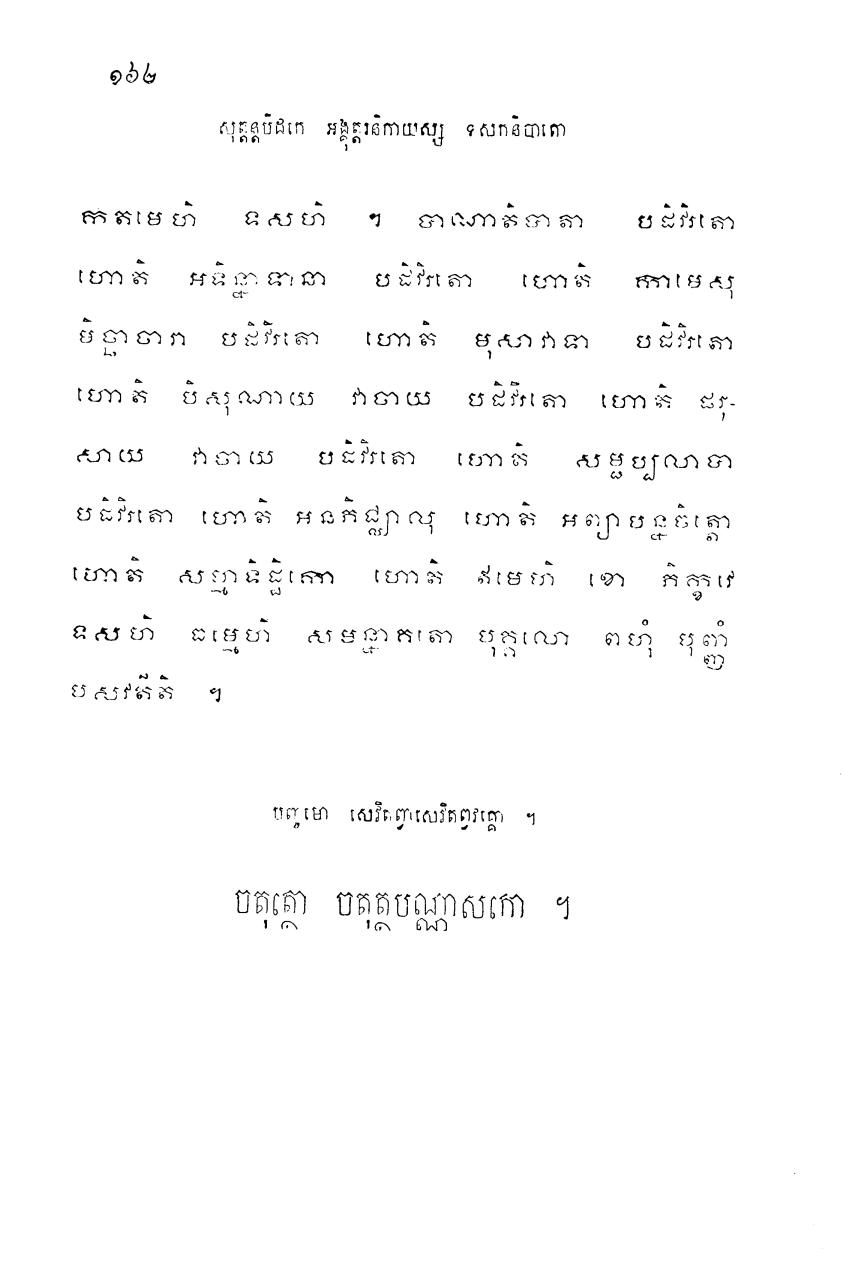 ១៦២
សុត្តន្តបិដកេ អង្គុត្តរនិកាយស្ស ទសកនិបាតោ
កតមេហិ ទសហិ ។ បាណាតិបាតា បដិវិរតោ
ហោតិ អទិន្នាទានា បដិវិរតោ ហោតិ កាមេសុ
មិច្ឆាចារា បដិវិរតោ ហោតិ មុសាវាទា បដិវិរតោ
ហោតិ បិសុណាយ វាចាយ បដិវិរតោ ហោតិ ផរុ-
សាយ វាចាយ បដិវិរតោ ហោតិ សម្ផប្បលាបា
បដិវិរតោ ហោតិ អនភិជ្ឈាលុ ហោតិ អព្យាបន្នចិត្តោ
ហោតិ សម្មាទិដ្ឋិកោ ហោតិ ឥមេហិ ខោ ភិក្ខវេ
ទសហិ ធម្មេហិ សមន្នាគតោ បុគ្គលោ ពហុំ បុញ្ញំ
បសវតីតិ ។
បញ្ចមោ សេវិតព្វាសេវិតព្វវគ្គោ ។
ចតុត្ថោ ចតុត្ថបណ្ណាសកោ ។